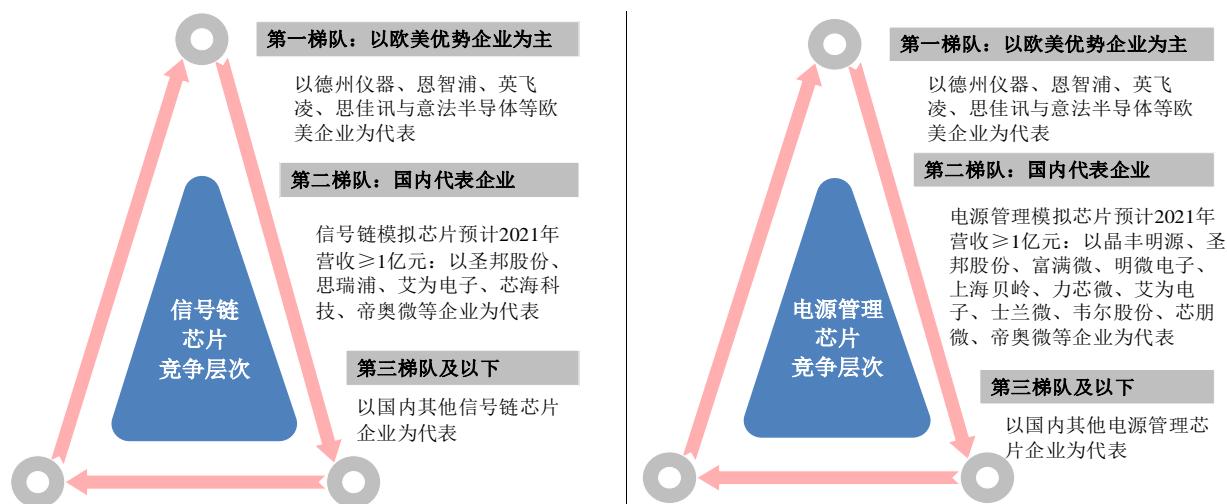 第一梯队：以欧美优势企业为主
以德州仪器、恩智浦、英飞
凌、思佳讯与意法半导体等欧
美企业为代表
第二梯队：国内代表企业
信号链模拟芯片预计2021年
营收≥1亿元：以圣邦股份、
思瑞浦、艾为电子、芯海科
技、帝奥微等企业为代表
信号链
芯片
竞争层次
第三梯队及以下
以国内其他信号链芯片
企业为代表
第一梯队：以欧美优势企业为主
以德州仪器、恩智浦、英飞
凌、思佳讯与意法半导体等欧
美企业为代表
第二梯队：国内代表企业
电源管理模拟芯片预计2021年
营收≥1亿元：以晶丰明源、圣
邦股份、富满微、明微电子、
上海贝岭、力芯微、艾为电
子、士兰微、韦尔股份、芯朋
微、帝奥微等企业为代表
电源管理
芯片
竞争层次
第三梯队及以下
以国内其他电源管理芯
片企业为代表